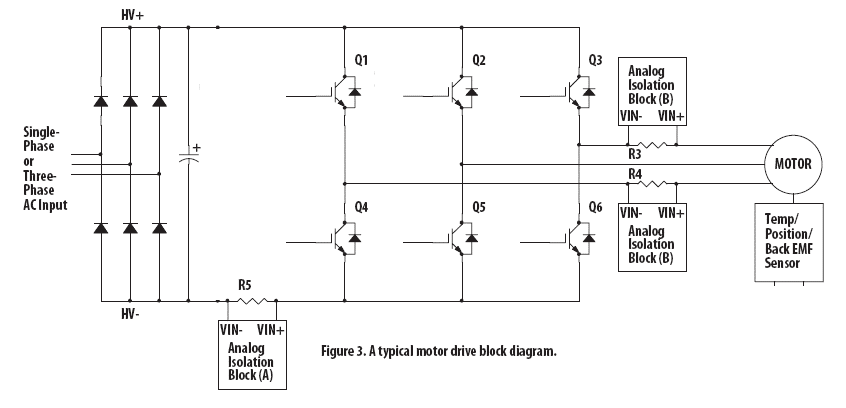 HV+
Q1
Q2
Q3
Analog
Isolation
Block (B)
VIN- VIN+
R3
R4
Single-
Phase
or
Three-
Phase
AC Input
+
MOTOR
Q4
Q5
Q6
VIN- VIN+
Analog
Isolation
Block (B)
Temp/
Position/
Back EMF
Sensor
R5
HV-
VIN- VIN+
Analog
Isolation
Block (A)
Figure 3. A typical motor drive block diagram.